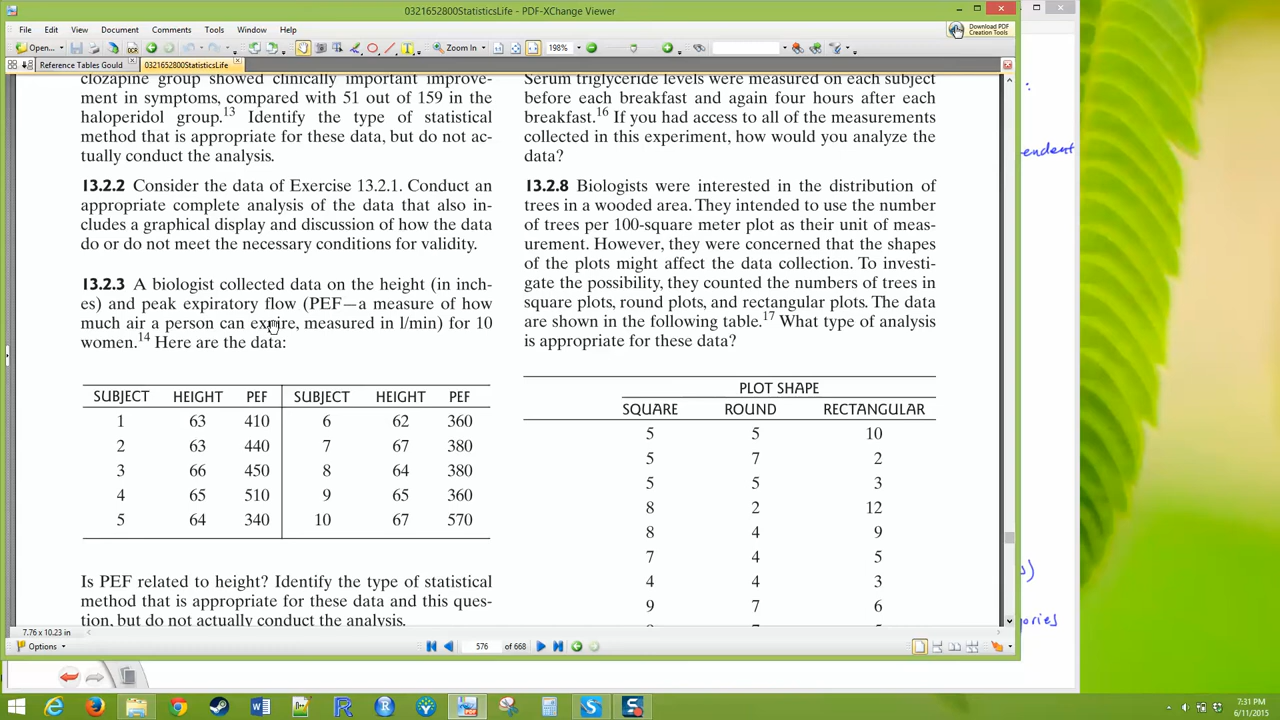 0321652800StatisticsLife - PDF-XChange Viewer
File Edit View Document Comments Tools Window Help
Download PDF
Creation Tools
Open... Zoom In 198%
Reference Tables Gould 0321652800StatisticsLife
clozapine group showed clinically important improve-
ment in symptoms, compared with 51 out of 159 in the
haloperidol group.13 Identify the type of statistical
method that is appropriate for these data, but do not ac-
tually conduct the analysis.
13.2.2 Consider the data of Exercise 13.2.1. Conduct an
appropriate complete analysis of the data that also in-
cludes a graphical display and discussion of how the data
do or do not meet the necessary conditions for validity.
13.2.3 A biologist collected data on the height (in inch-
es) and peak expiratory flow (PEF—a measure of how
much air a person can expire, measured in l/min) for 10
women.14 Here are the data:
SUBJECT HEIGHT PEF SUBJECT HEIGHT PEF
1 63 410 6 62 360
2 63 440 7 67 380
3 66 450 8 64 380
4 65 510 9 65 360
5 64 340 10 67 570
Is PEF related to height? Identify the type of statistical
method that is appropriate for these data and this ques-
tion, but do not actually conduct the analysis.
Serum triglyceride levels were measured on each subject
before each breakfast and again four hours after each
breakfast.16 If you had access to all of the measurements
collected in this experiment, how would you analyze the
data?
13.2.8 Biologists were interested in the distribution of
trees in a wooded area. They intended to use the number
of trees per 100-square meter plot as their unit of meas-
urement. However, they were concerned that the shapes
of the plots might affect the data collection. To investi-
gate the possibility, they counted the numbers of trees in
square plots, round plots, and rectangular plots. The data
are shown in the following table.17 What type of analysis
is appropriate for these data?
PLOT SHAPE
SQUARE ROUND RECTANGULAR
5 5 10
5 7 2
5 5 3
8 2 12
8 4 9
7 4 5
4 4 3
9 7 6
endent
s)
ories
7.76 x 10.23 in
Options 576 of 668
7:31 PM
6/11/2015